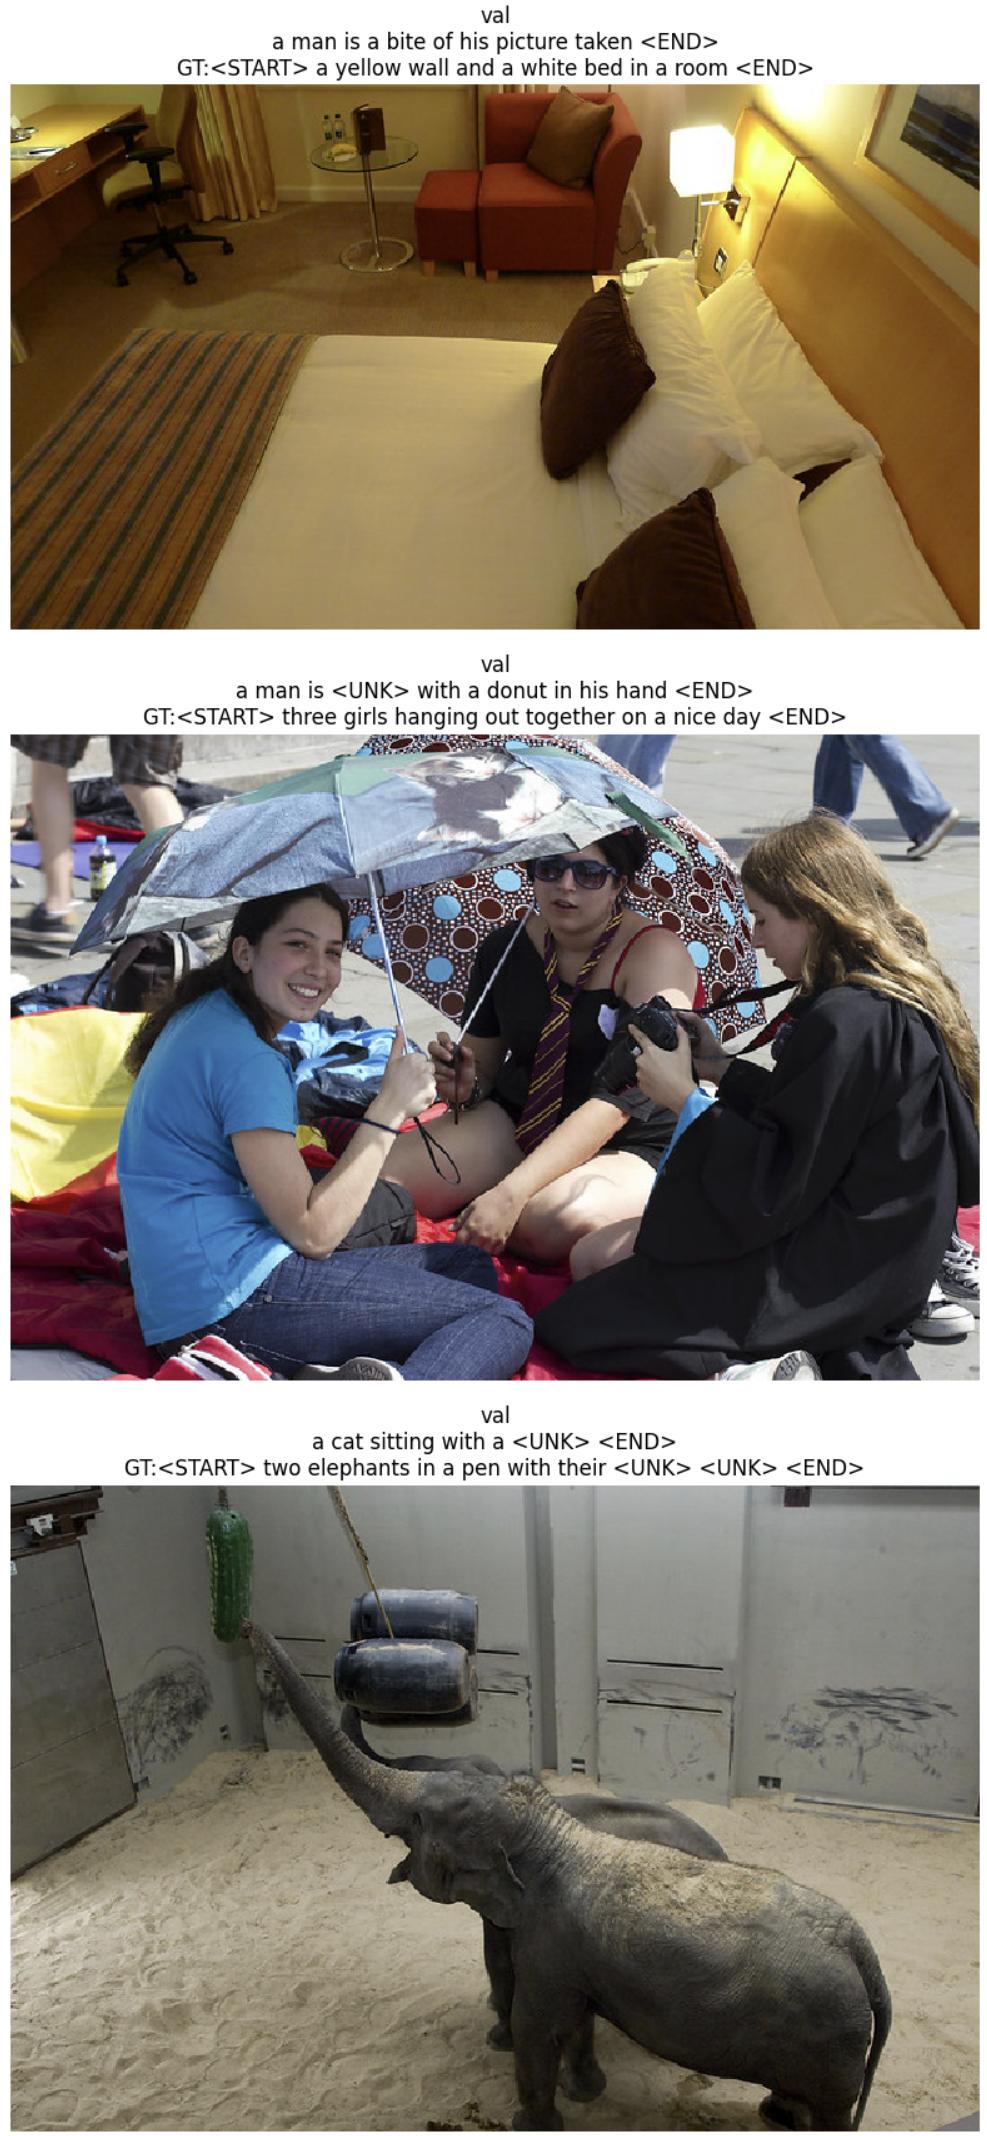 val
a man is a bite of his picture taken <END>
GT:<START> a yellow wall and a white bed in a room <END>
val
a man is <UNK> with a donut in his hand <END>
GT:<START> three girls hanging out together on a nice day <END>
val
a cat sitting with a <UNK> <END>
GT:<START> two elephants in a pen with their <UNK> <UNK> <END>